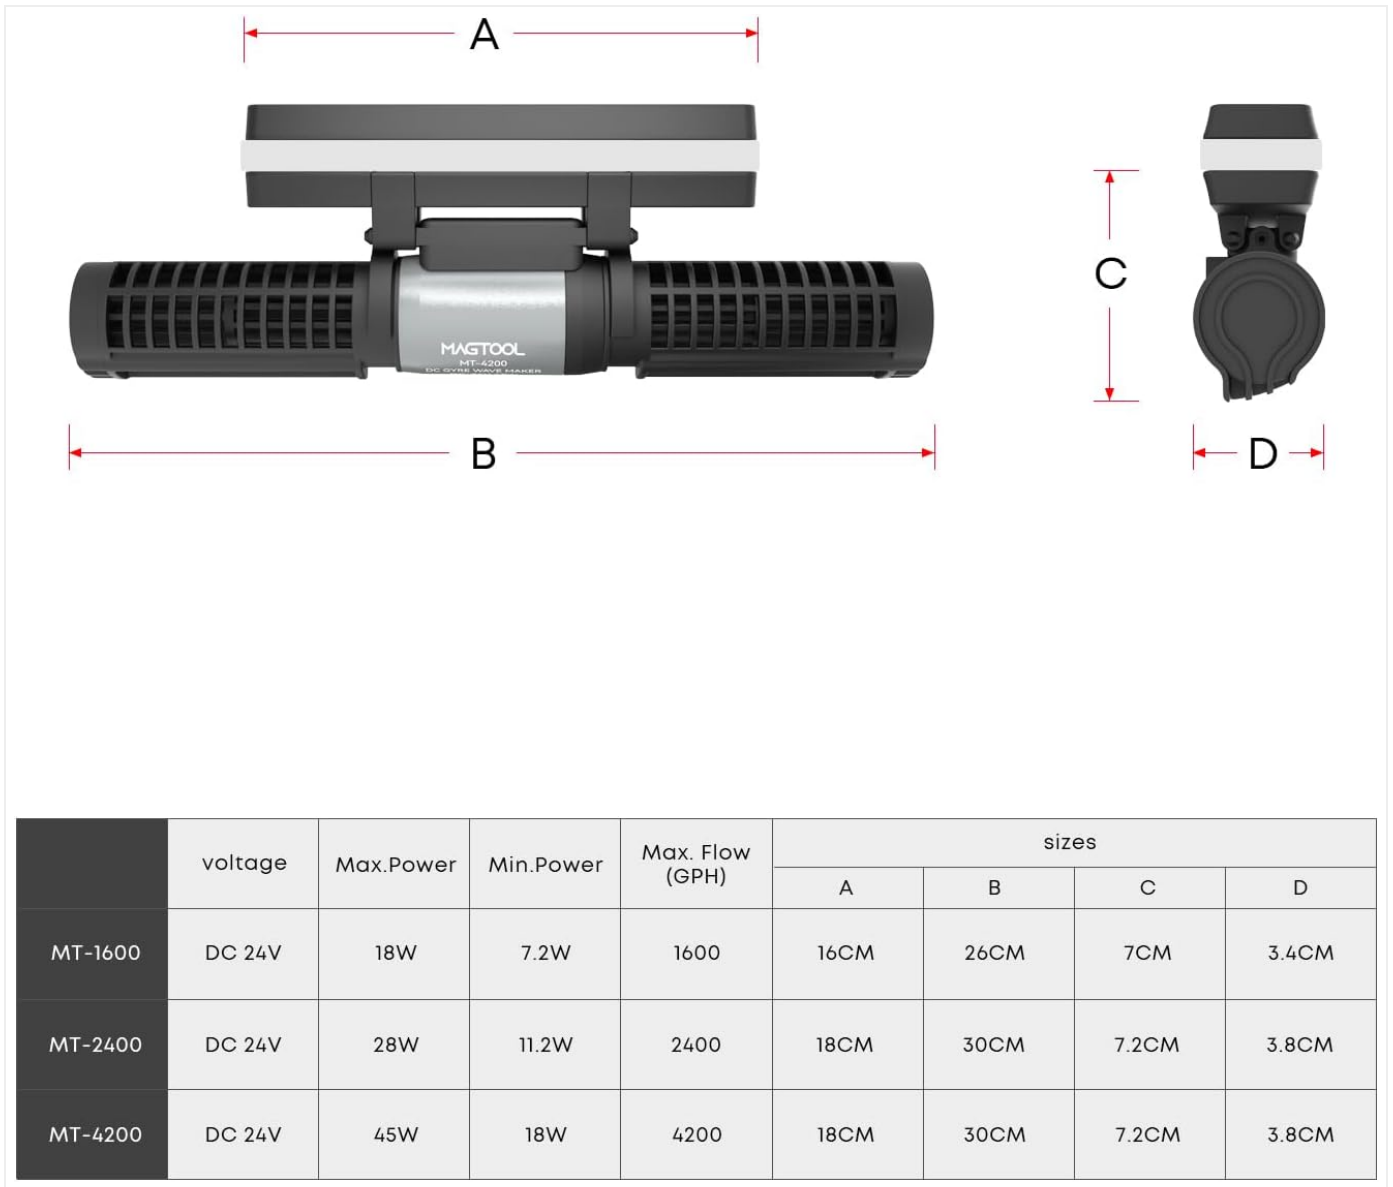 A
C
MAGTOOL
MT-4200
DC GYRE WAVE MAKER
B
D
voltage Max.Power Min.Power Max. Flow (GPH) sizes
A B C D
MT-1600 DC 24V 18W 7.2W 1600 16CM 26CM 7CM 3.4CM
MT-2400 DC 24V 28W 11.2W 2400 18CM 30CM 7.2CM 3.8CM
MT-4200 DC 24V 45W 18W 4200 18CM 30CM 7.2CM 3.8CM